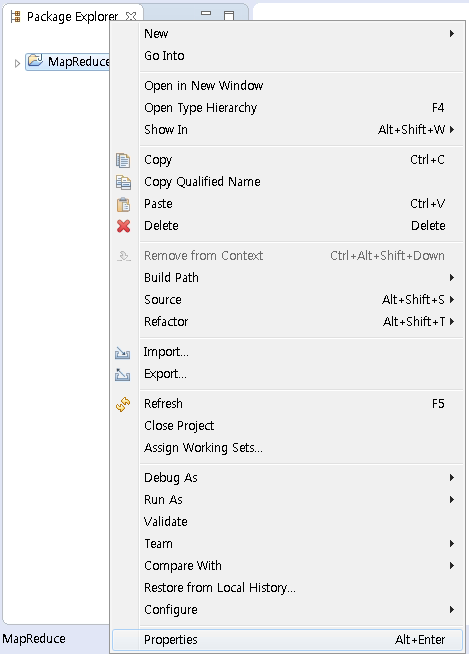 Package Explorer
MapReduce
New
Go Into
Open in New Window
Open Type Hierarchy F4
Show In Alt+Shift+W
Copy Ctrl+C
Copy Qualified Name
Paste Ctrl+V
Delete Delete
Remove from Context Ctrl+Alt+Shift+Down
Build Path
Source Alt+Shift+S
Refactor Alt+Shift+T
Import...
Export...
Refresh F5
Close Project
Assign Working Sets...
Debug As
Run As
Validate
Team
Compare With
Restore from Local History...
Configure
Properties Alt+Enter
MapReduce